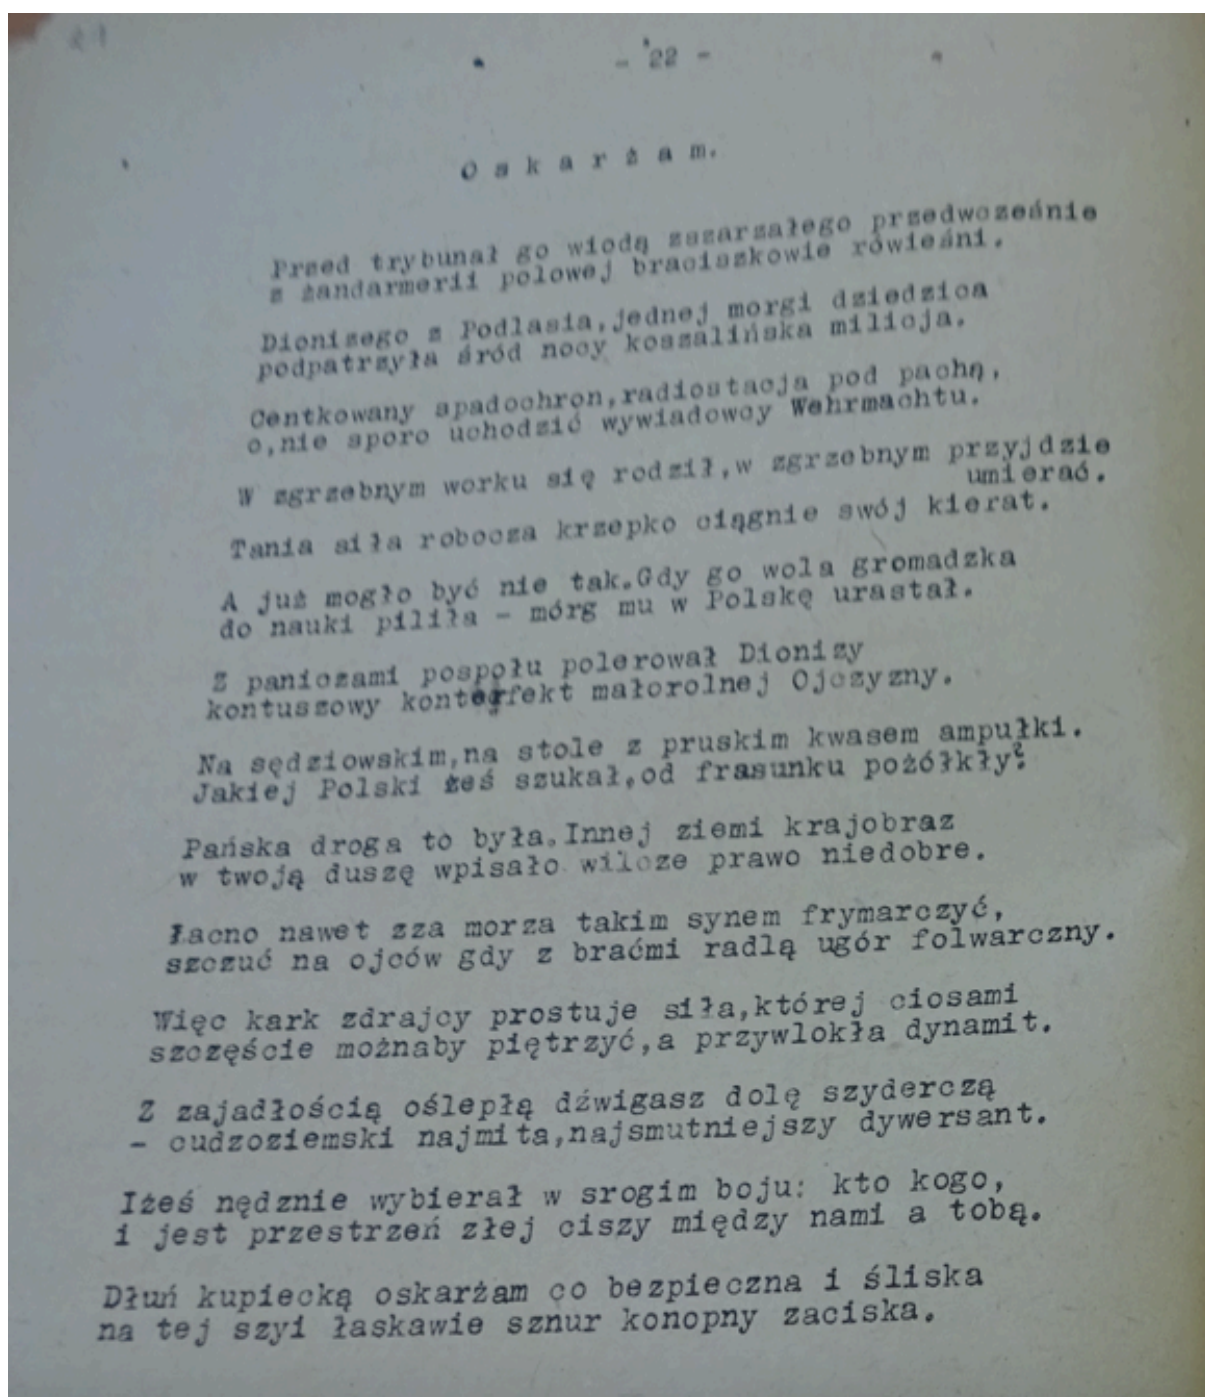 - 22 -
O s k a r ż a m.
Przed trybunał go wiodą zszarzałego przedwcześnie
z żandarmerii polowej braciszkowie rówieśni.
Dionizego z Podlasia,jednej morgi dziedzica
podpatrzyła śród nocy koszalińska milicja.
Centkowany spadochron,radiostacja pod pachą,
o,nie sporo uchodzić wywiadowcy Wehrmachtu.
W zgrzebnym worku się rodził,w zgrzebnym przyjdzie
umierać.
Tania siła robocza krzepko ciągnie swój kierat.
A już mogło być nie tak.Gdy go wola gromadzka
do nauki piliła - mórg mu w Polskę urastał.
Z paniczami pospołu polerował Dionizy
kontuszowy konterfekt małorolnej Ojczyzny.
Na sędziowskim,na stole z pruskim kwasem ampułki.
Jakiej Polski żeś szukał,od frasunku pożółkły?
Pańska droga to była.Innej ziemi krajobraz
w twoją duszę wpisało wilcze prawo niedobre.
Łacno nawet zza morza takim synem frymarczyć,
szczuć na ojców gdy z braćmi radlą ugór folwarczny.
Więc kark zdrajcy prostuje siła,której ciosami
szczęście możnaby piętrzyć,a przywlokła dynamit.
Z zajadłością oślepłą dźwigasz dolę szyderczą
- cudzoziemski najmita,najsmutniejszy dywersant.
Iżeś nędznie wybierał w srogim boju: kto kogo,
i jest przestrzeń złej ciszy między nami a tobą.
Dłuń kupiecką oskarżam co bezpieczna i śliska
na tej szyi łaskawie sznur konopny zaciska.